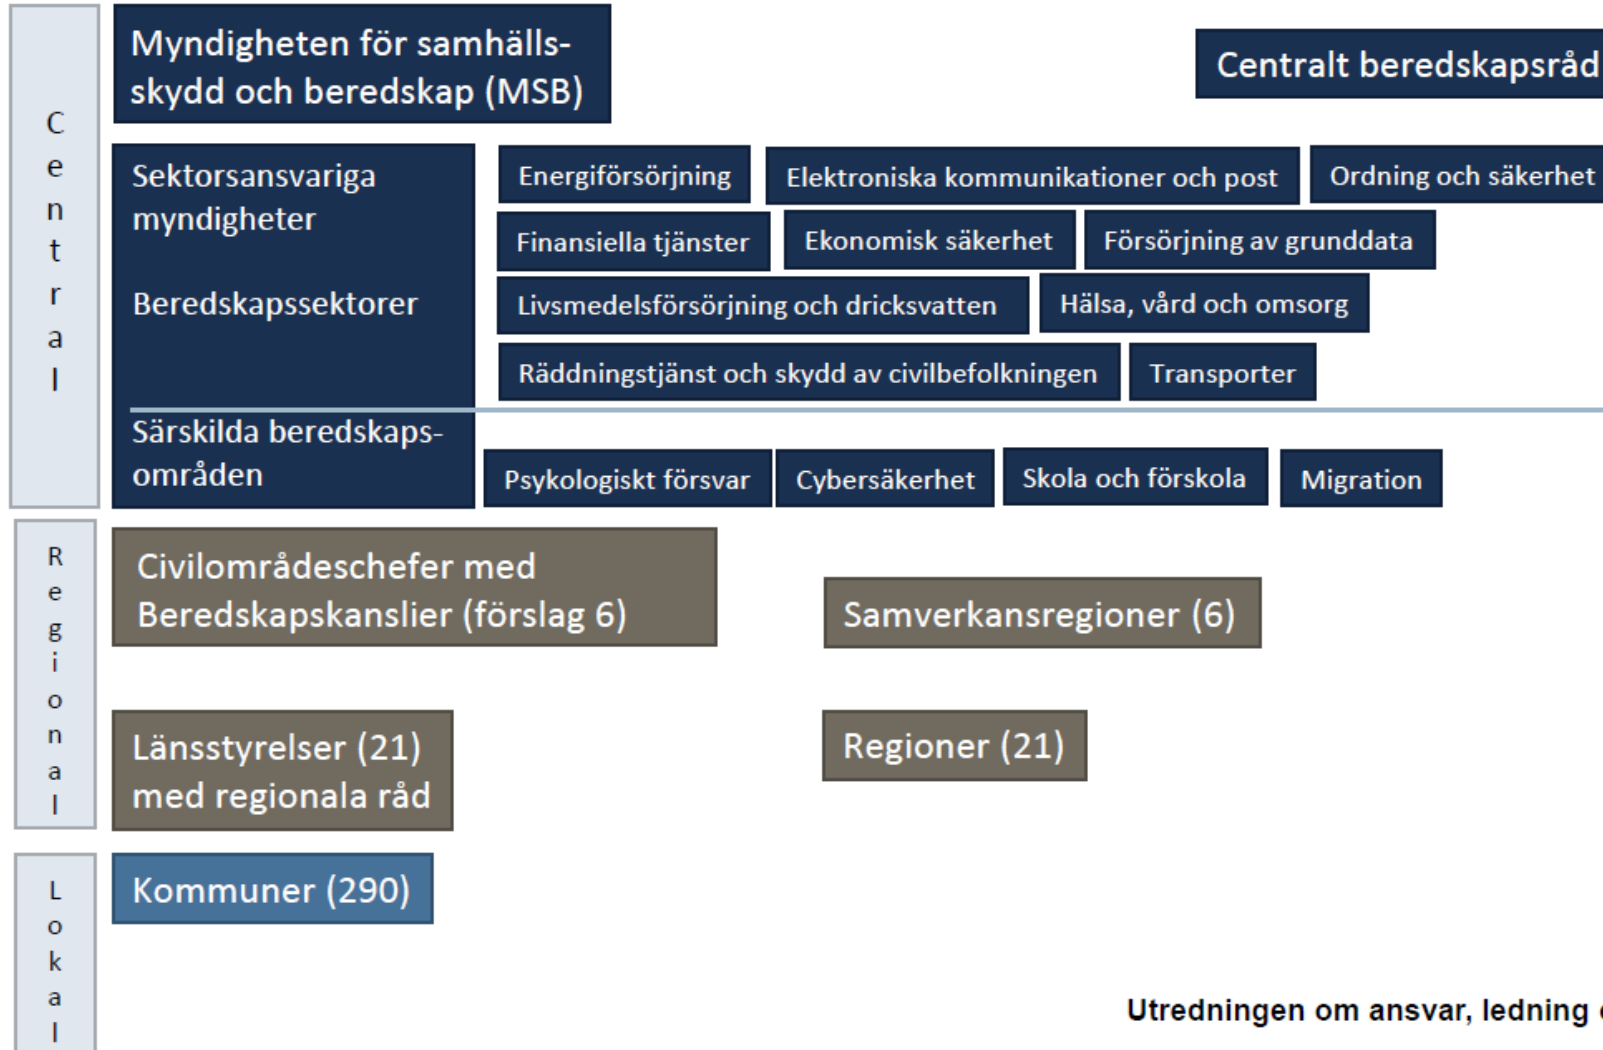 Central
Myndigheten för samhälls-
skydd och beredskap (MSB)
Centralt beredskapsråd
Sektorsansvariga
myndigheter
Beredskapssektorer
Energiförsörjning
Elektroniska kommunikationer och post
Ordning och säkerhet
Finansiella tjänster
Ekonomisk säkerhet
Försörjning av grunddata
Livsmedelsförsörjning och dricksvatten
Hälsa, vård och omsorg
Räddningstjänst och skydd av civilbefolkningen
Transporter
Särskilda beredskaps-
områden
Psykologiskt försvar
Cybersäkerhet
Skola och förskola
Migration
Regional
Civilområdeschefer med
Beredskapskanslier (förslag 6)
Samverkansregioner (6)
Länsstyrelser (21)
med regionala råd
Regioner (21)
Lokal
Kommuner (290)
Utredningen om ansvar, ledning